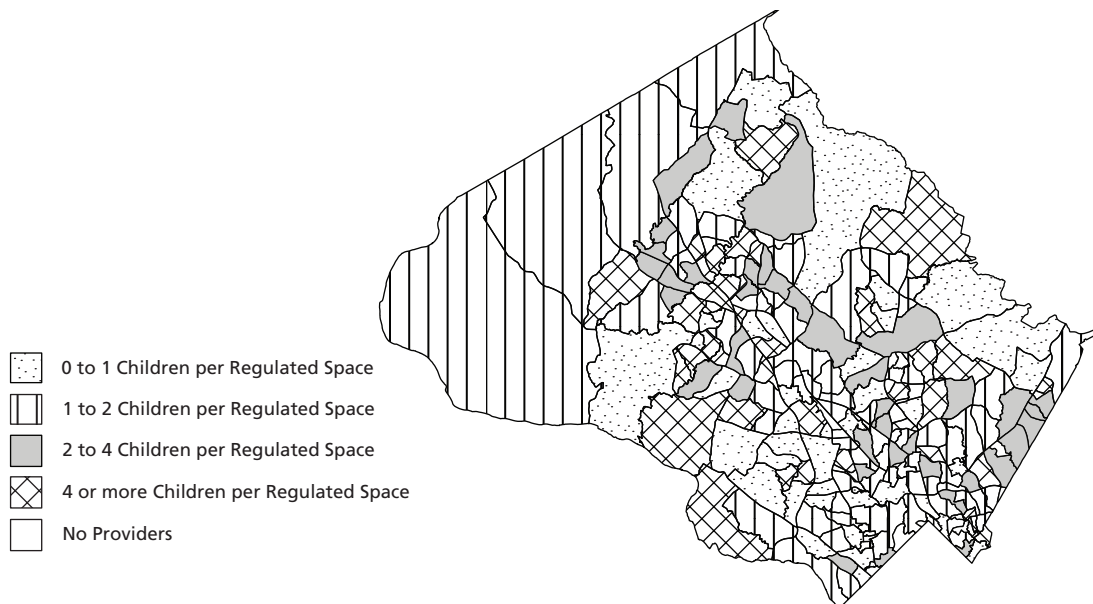 0 to 1 Children per Regulated Space
1 to 2 Children per Regulated Space
2 to 4 Children per Regulated Space
4 or more Children per Regulated Space
No Providers